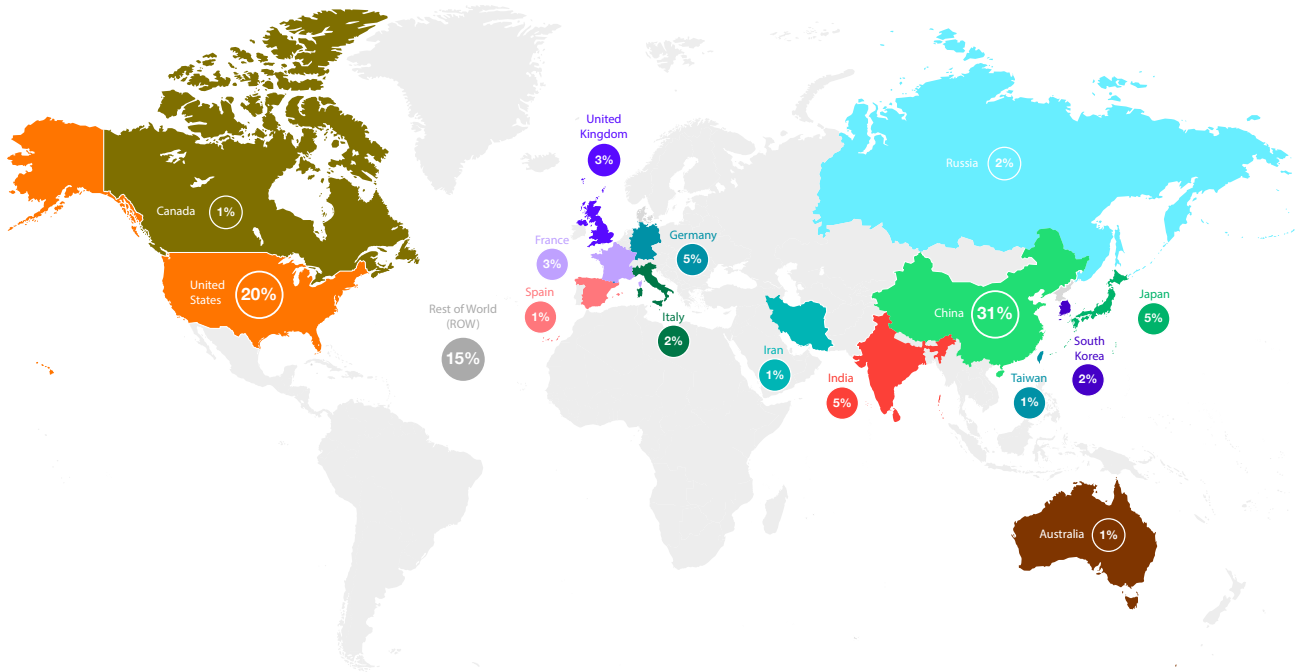 United
Kingdom
3%
Russia
2%
Canada
1%
France
3%
Germany
5%
United
States
20%
Spain
1%
Rest of World
(ROW)
15%
Italy
2%
Iran
1%
India
5%
China
31%
Japan
5%
South
Korea
2%
Taiwan
1%
Australia
1%